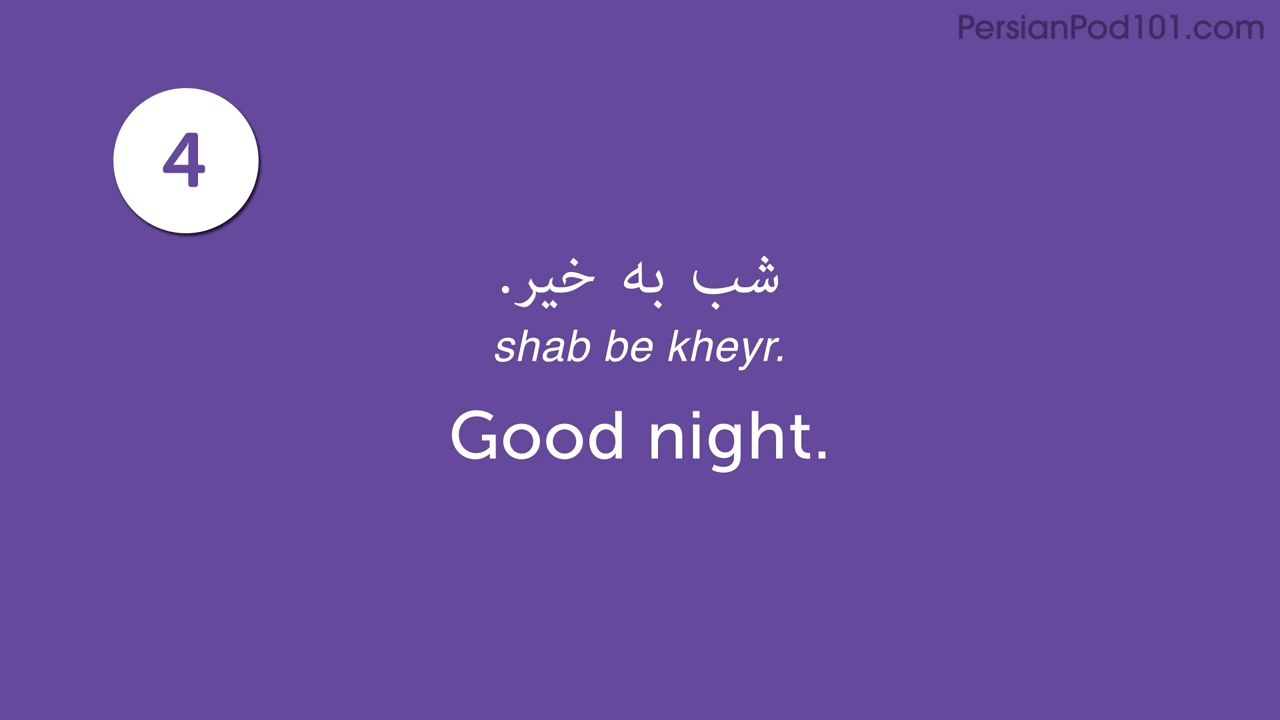 PersianPod101.com
4
شب به خیر.
shab be kheyr.
Good night.